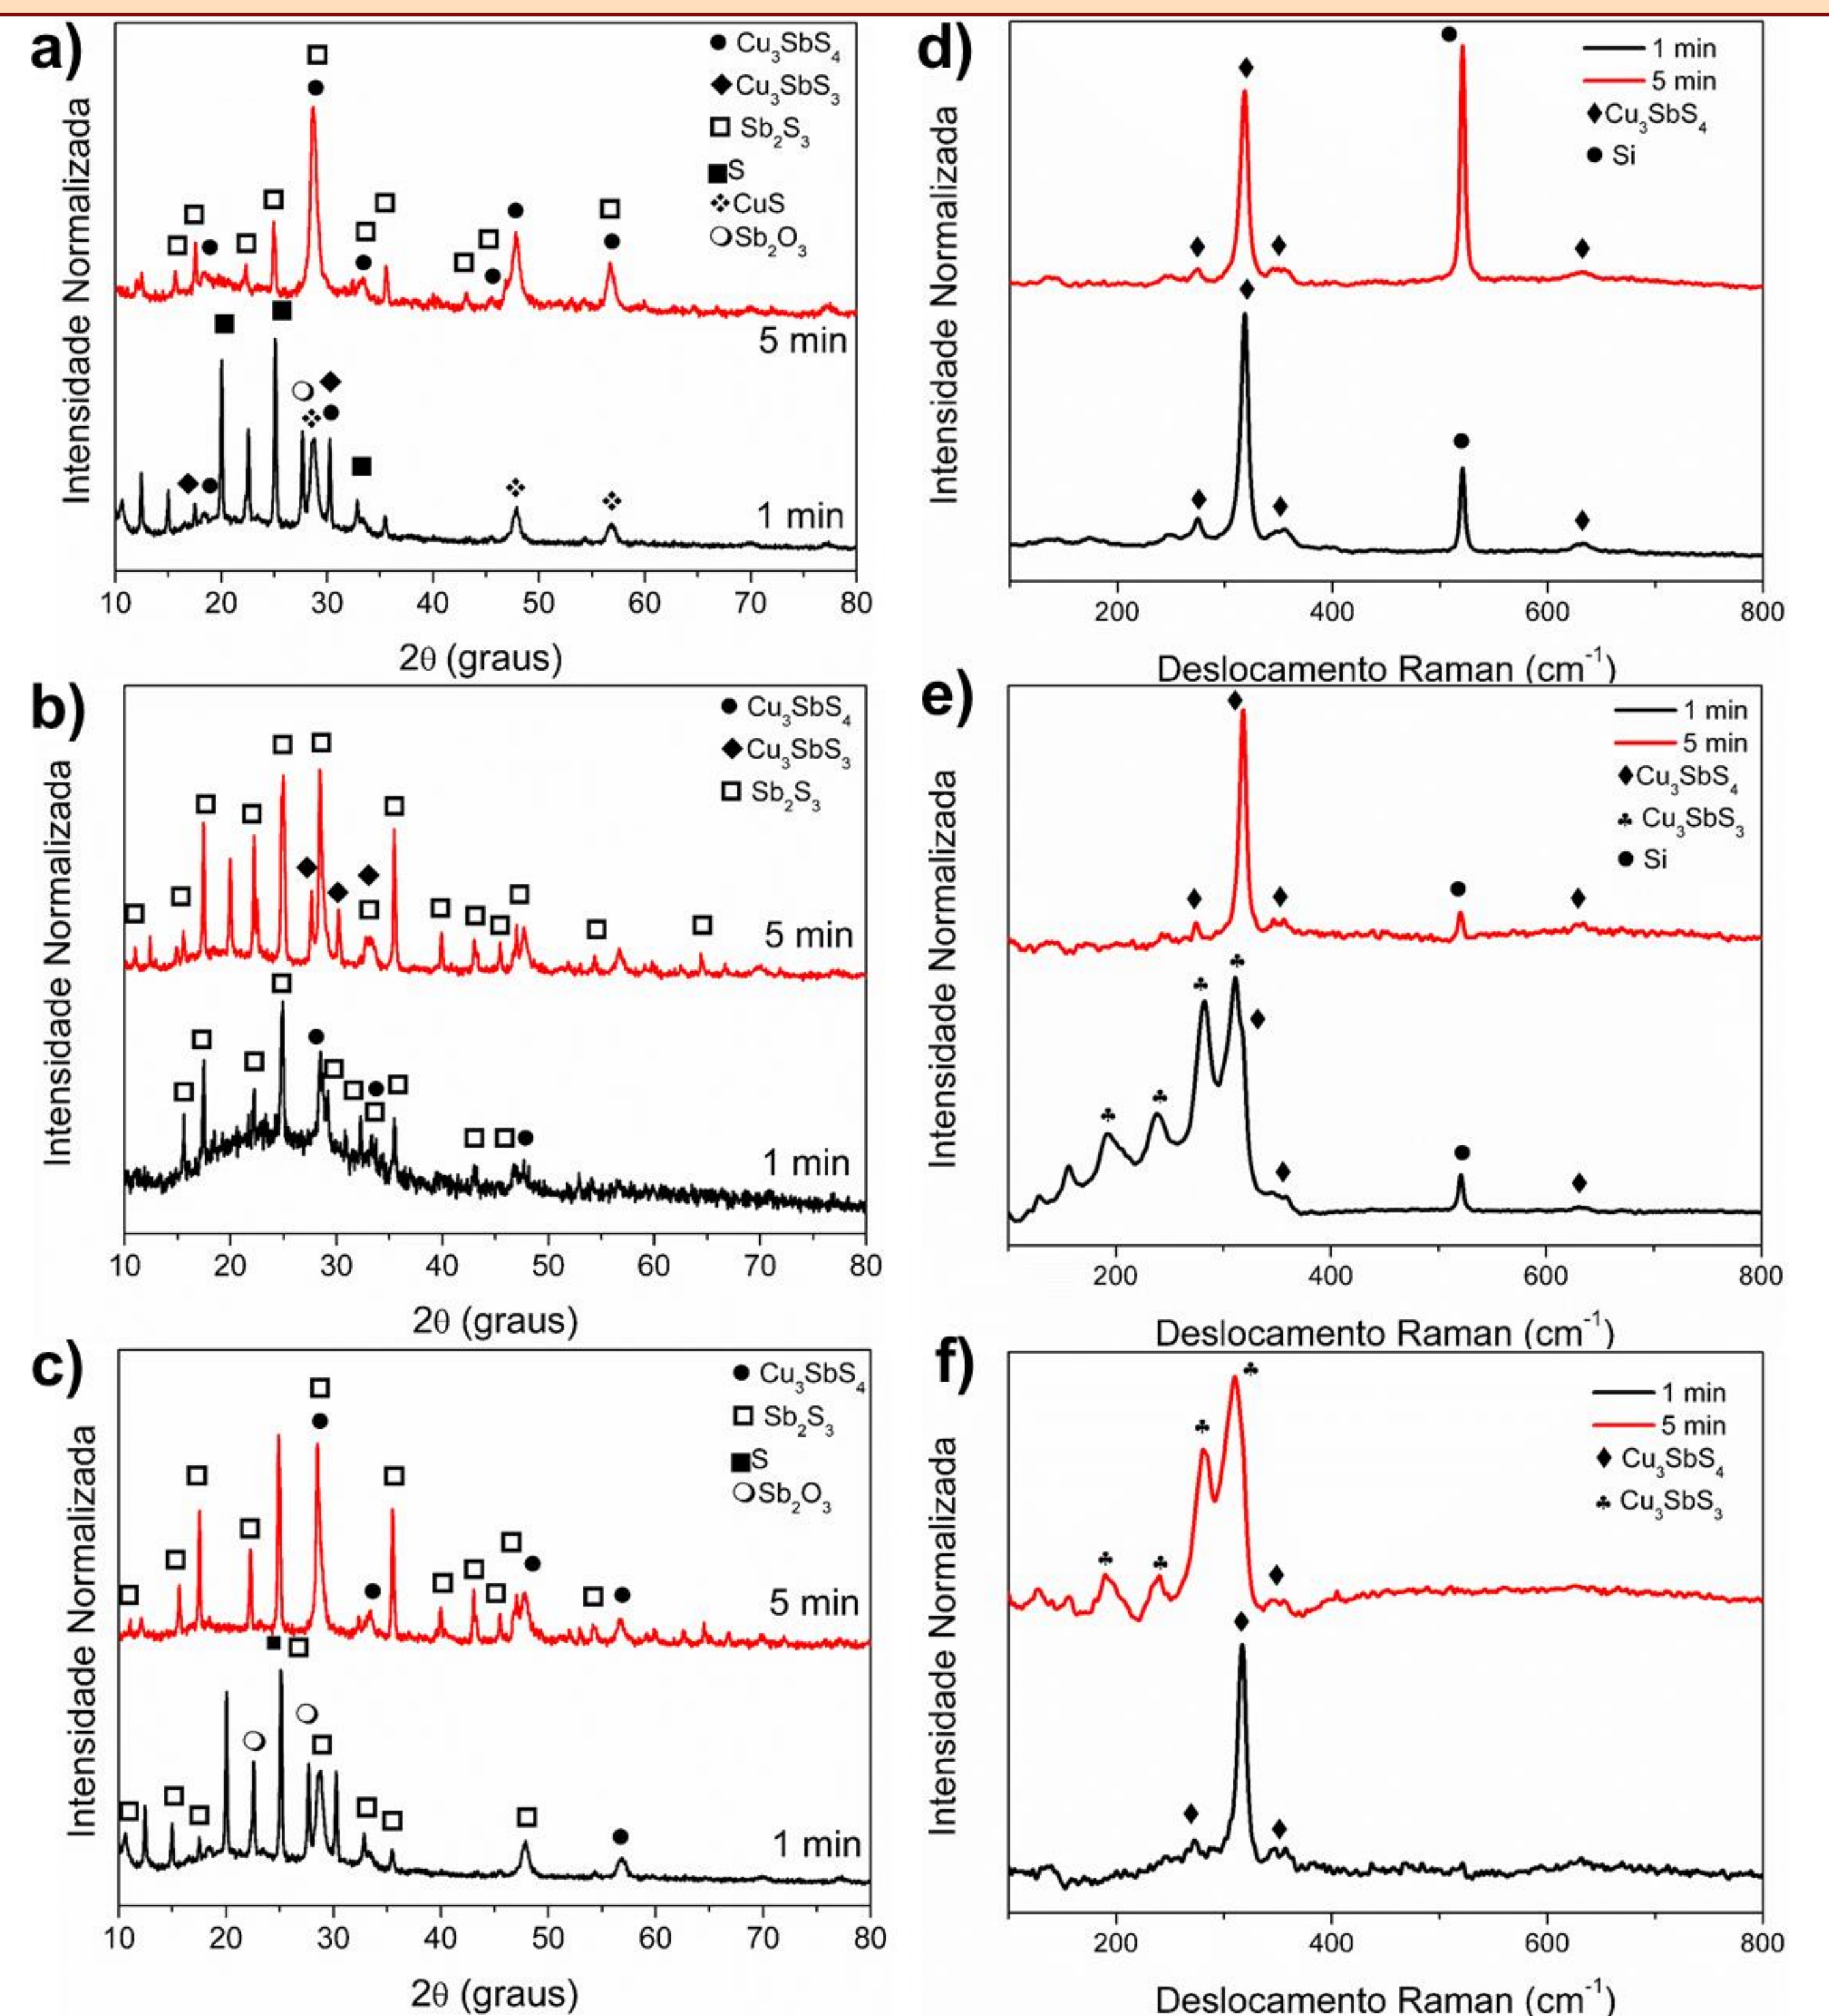 a)
Intensidade Normalizada
Cu₃SbS₄
Cu₃SbS₃
Sb₂S₃
S
CuS
Sb₂O₃
5 min
1 min
10 20 30 40 50 60 70 80
2θ (graus)
d)
Intensidade Normalizada
1 min
5 min
Cu₃SbS₄
Si
200 400 600 800
Deslocamento Raman (cm⁻¹)
b)
Intensidade Normalizada
Cu₃SbS₄
Cu₃SbS₃
Sb₂S₃
5 min
1 min
10 20 30 40 50 60 70 80
2θ (graus)
e)
Intensidade Normalizada
1 min
5 min
Cu₃SbS₄
Cu₃SbS₃
Si
200 400 600 800
Deslocamento Raman (cm⁻¹)
c)
Intensidade Normalizada
Cu₃SbS₄
Sb₂S₃
S
Sb₂O₃
5 min
1 min
10 20 30 40 50 60 70 80
2θ (graus)
f)
Intensidade Normalizada
1 min
5 min
Cu₃SbS₄
Cu₃SbS₃
200 400 600 800
Deslocamento Raman (cm⁻¹)